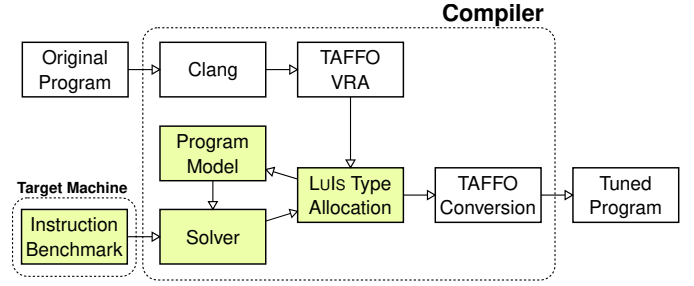 Compiler
Original
Program
Clang
TAFFO
VRA
Program
Model
Target Machine
Instruction
Benchmark
Solver
LUIS Type
Allocation
TAFFO
Conversion
Tuned
Program